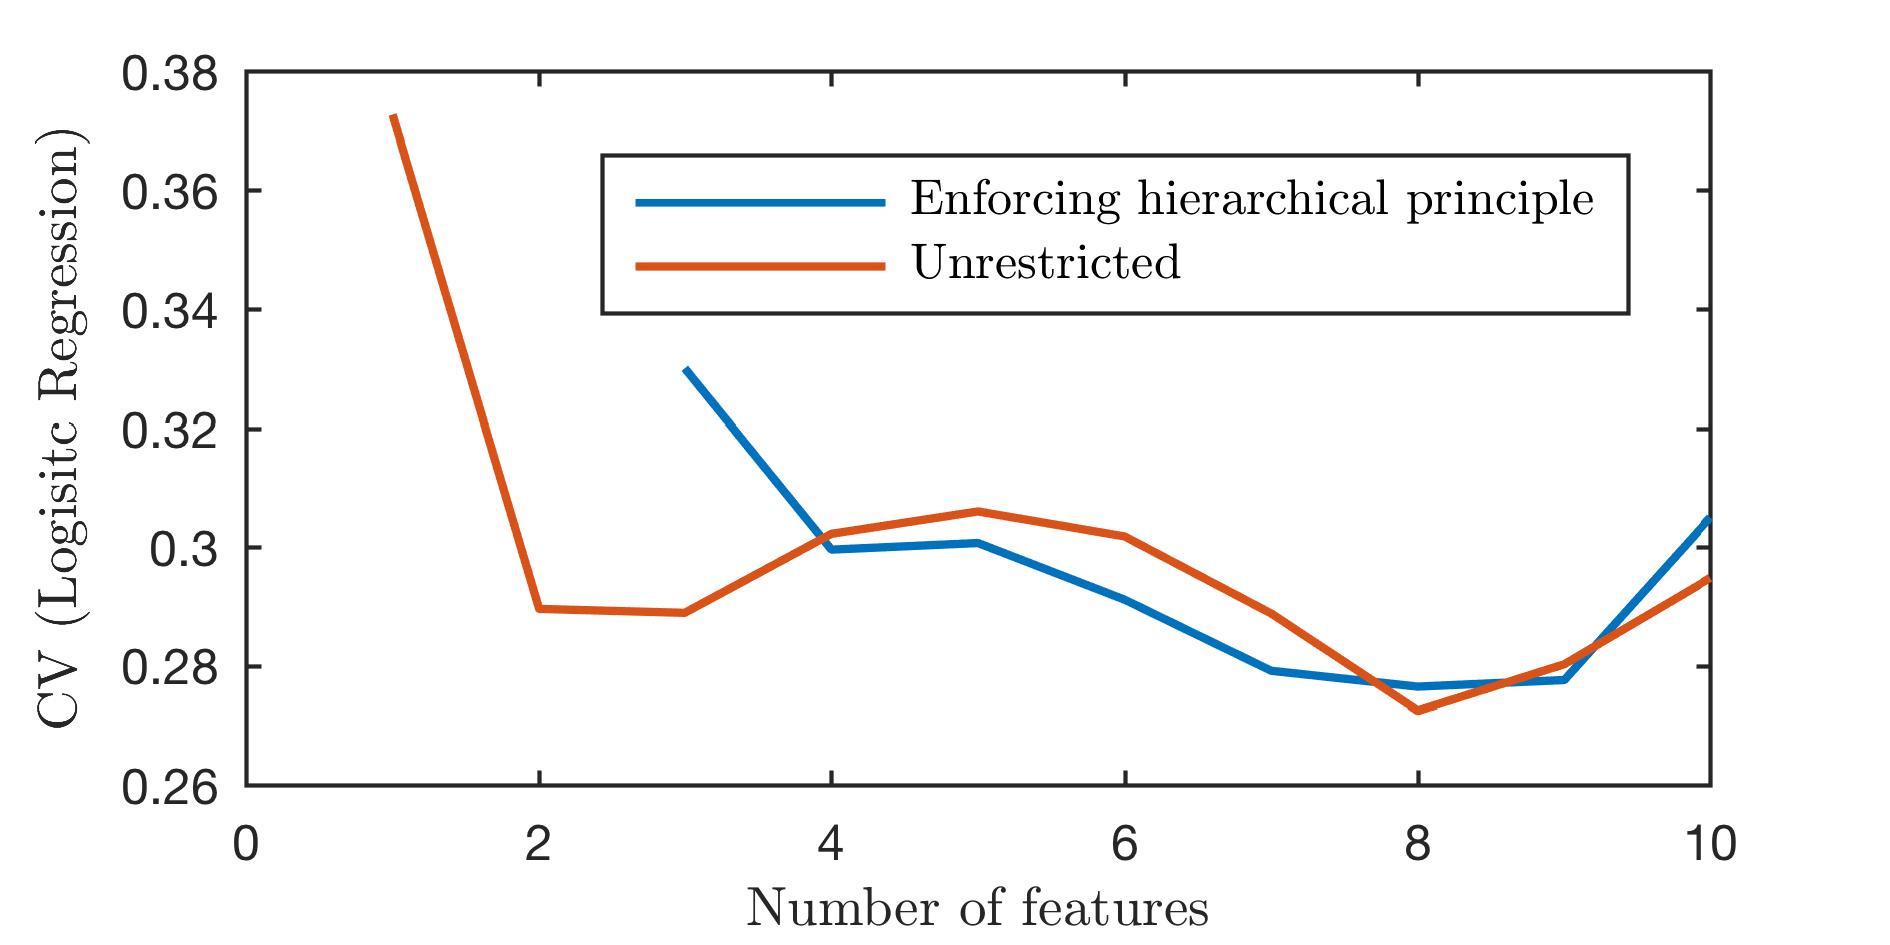 0.38
0.36
0.34
0.32
0.3
0.28
0.26
CV (Logisitc Regression)
Enforcing hierarchical principle
Unrestricted
0 2 4 6 8 10
Number of features